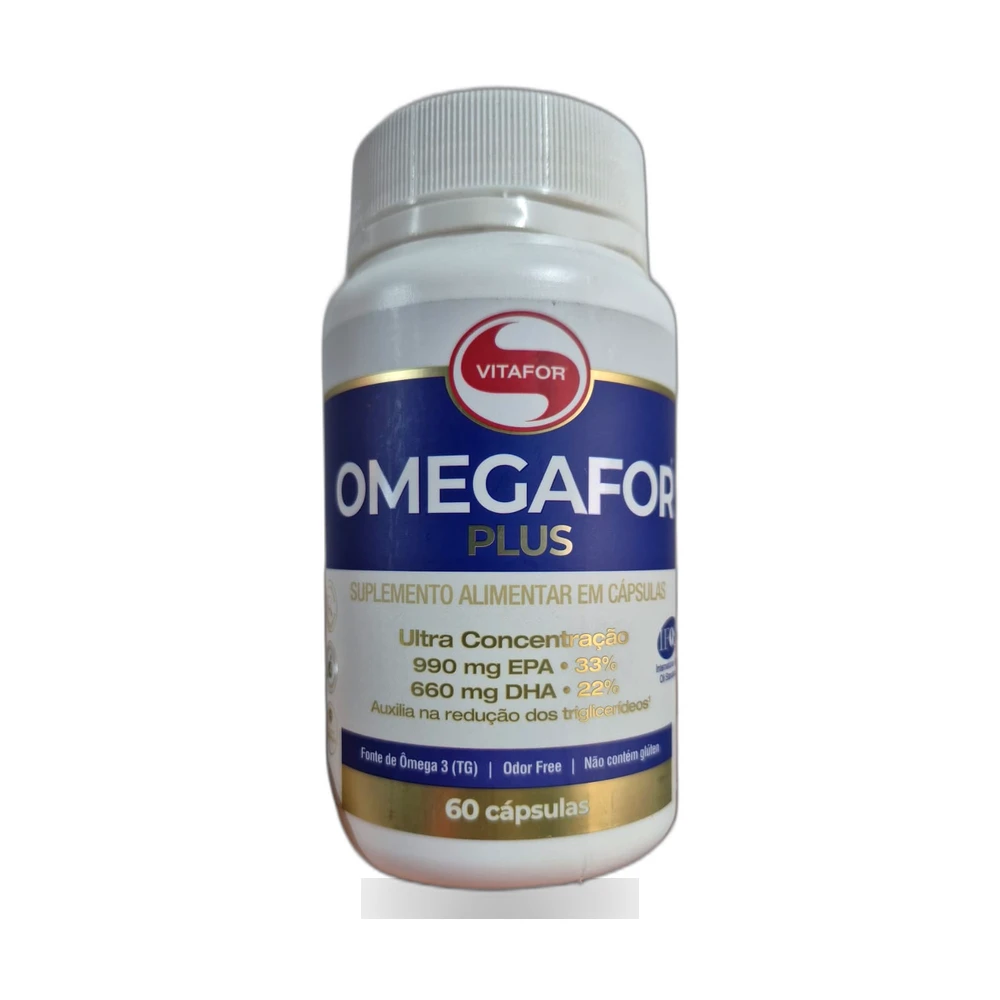 VITAFOR
OMEGAFOR
PLUS
SUPLEMENTO ALIMENTAR EM CÁPSULAS
Ultra Concentração
990 mg EPA • 33%
660 mg DHA • 22%
Auxilia na redução dos triglicerídeos¹
Fonte de Ômega 3 (TG) | Odor Free | Não contém glúten
60 cápsulas